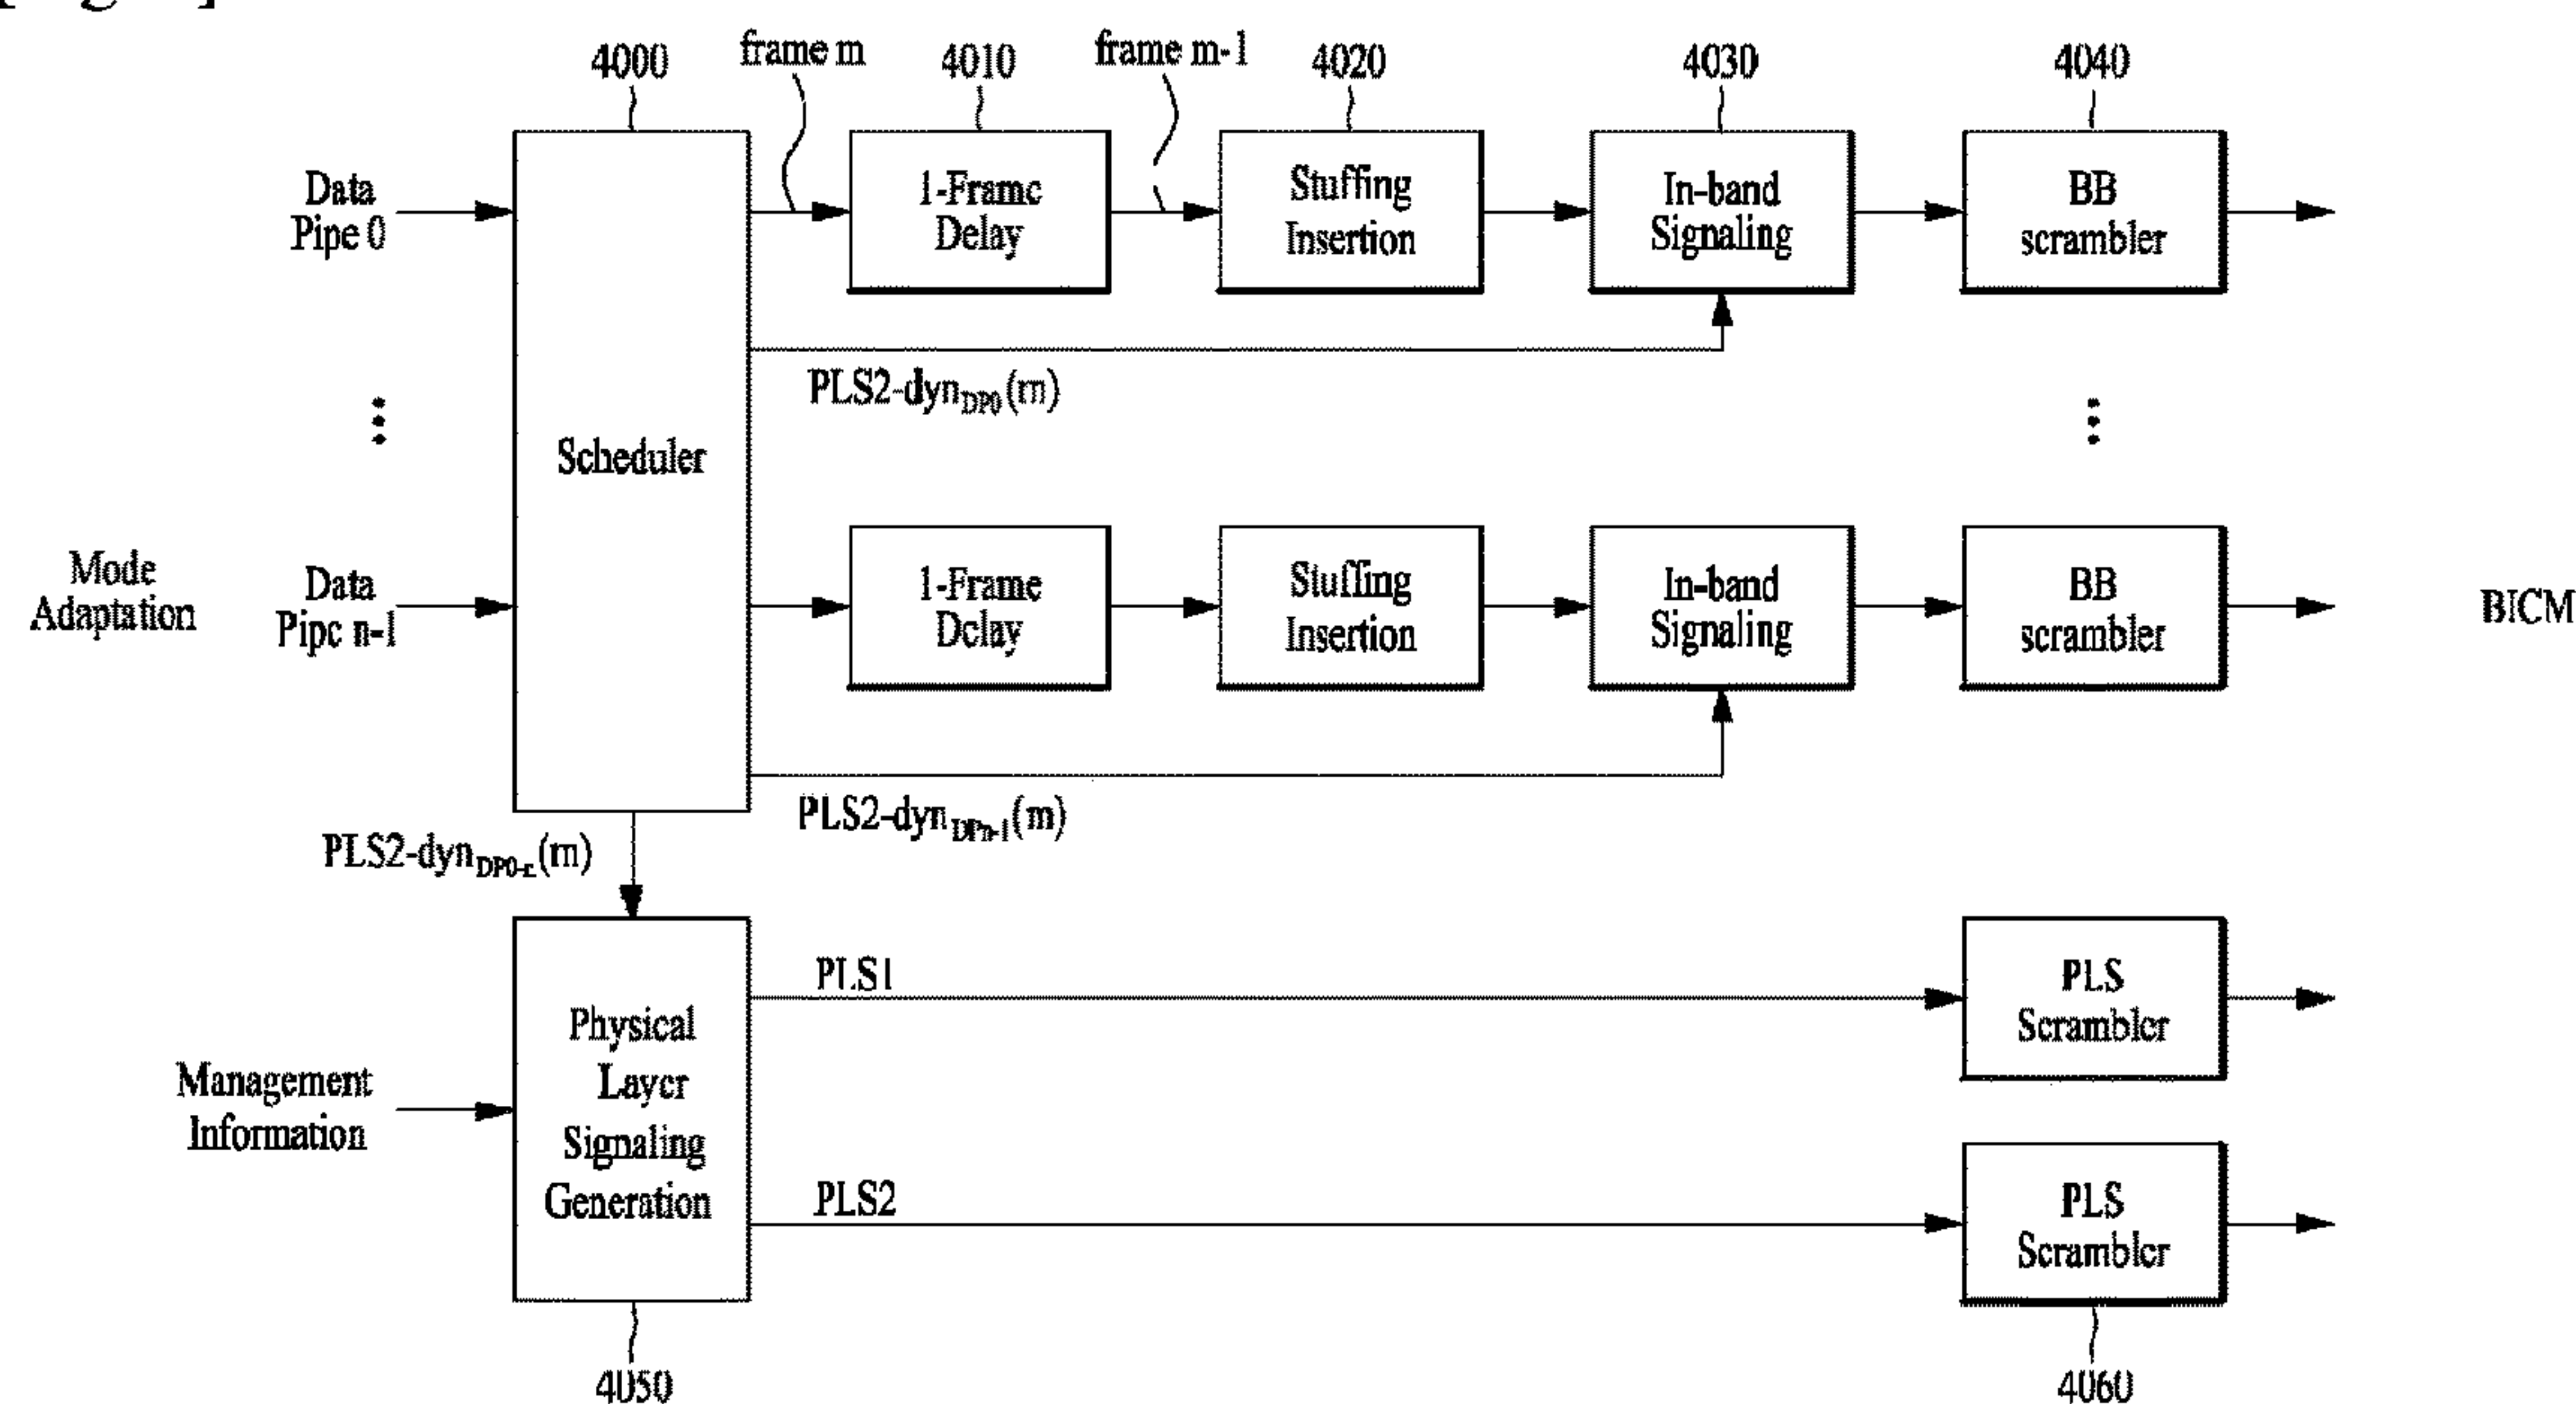 4000
frame m
4010
frame m-1
4020
4030
4040
Data
Pipe 0
1-Frame
Delay
Stuffing
Insertion
In-band
Signaling
BB
scrambler
PLS2-dyn DP0 (m)
Scheduler
Mode
Adaptation
Data
Pipe n-1
1-Frame
Delay
Stuffing
Insertion
In-band
Signaling
BB
scrambler
BICM
PLS2-dyn DPn-1 (m)
PLS2-dyn DP0-n (m)
PLS1
PLS
Scrambler
Physical
Layer
Signaling
Generation
Management
Information
PLS2
PLS
Scrambler
4050
4060